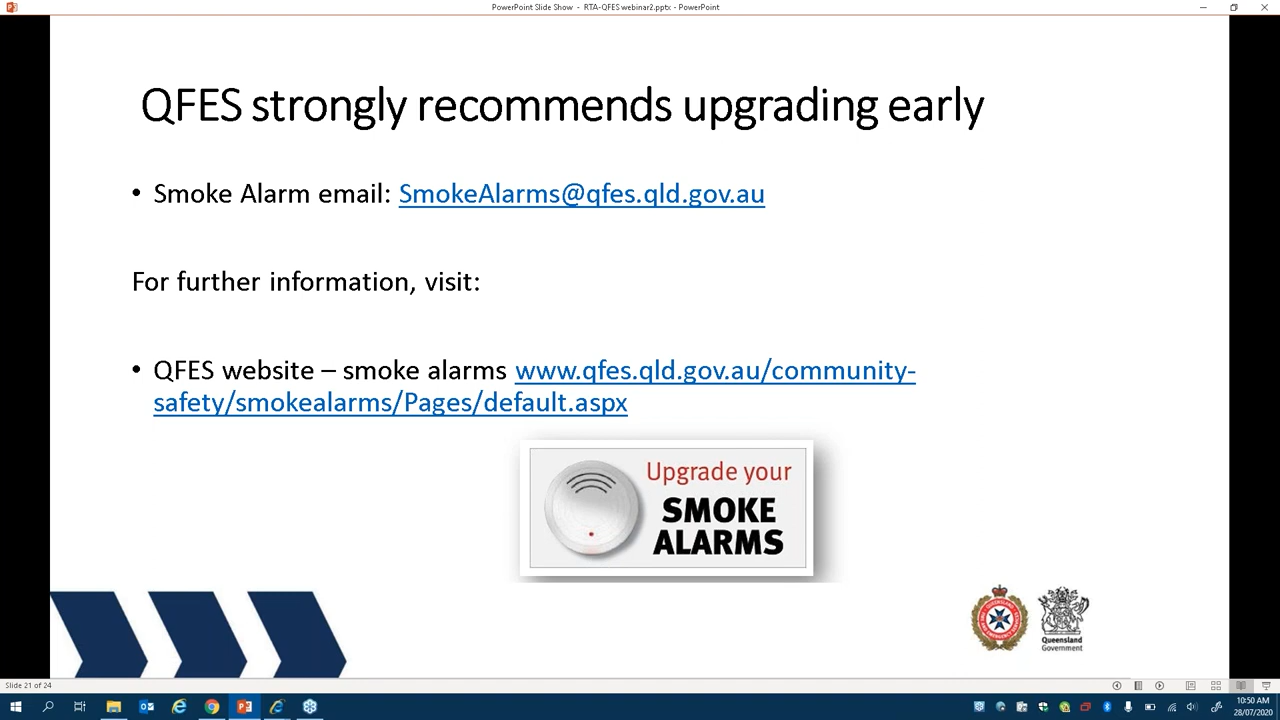 PowerPoint Slide Show - RTA-QFES webinar2.pptx - PowerPoint
QFES strongly recommends upgrading early
• Smoke Alarm email: SmokeAlarms@qfes.qld.gov.au
For further information, visit:
• QFES website – smoke alarms www.qfes.qld.gov.au/community-
safety/smokealarms/Pages/default.aspx
Upgrade your
SMOKE
ALARMS
Queensland
Government
Slide 21 of 24
10:50 AM
28/07/2020